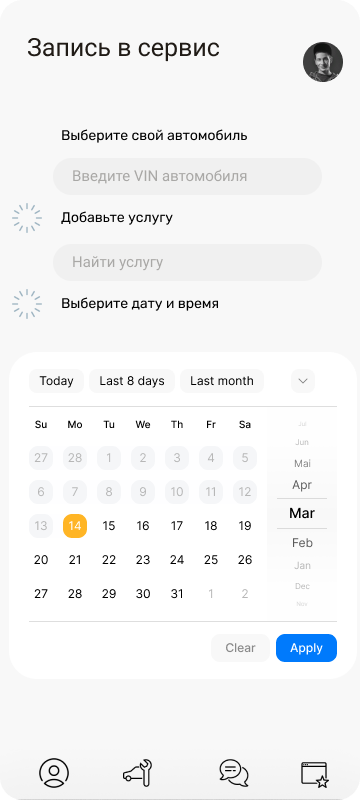 Запись в сервис
Выберите свой автомобиль
Введите VIN автомобиля
Добавьте услугу
Найти услугу
Выберите дату и время
Today Last 8 days Last month
Su Mo Tu We Th Fr Sa
27 28 1 2 3 4 5
6 7 8 9 10 11 12
13 14 15 16 17 18 19
20 21 22 23 24 25 26
27 28 29 30 31 1 2
Jul
Jun
Mai
Apr
Mar
Feb
Jan
Dec
Nov
Clear Apply